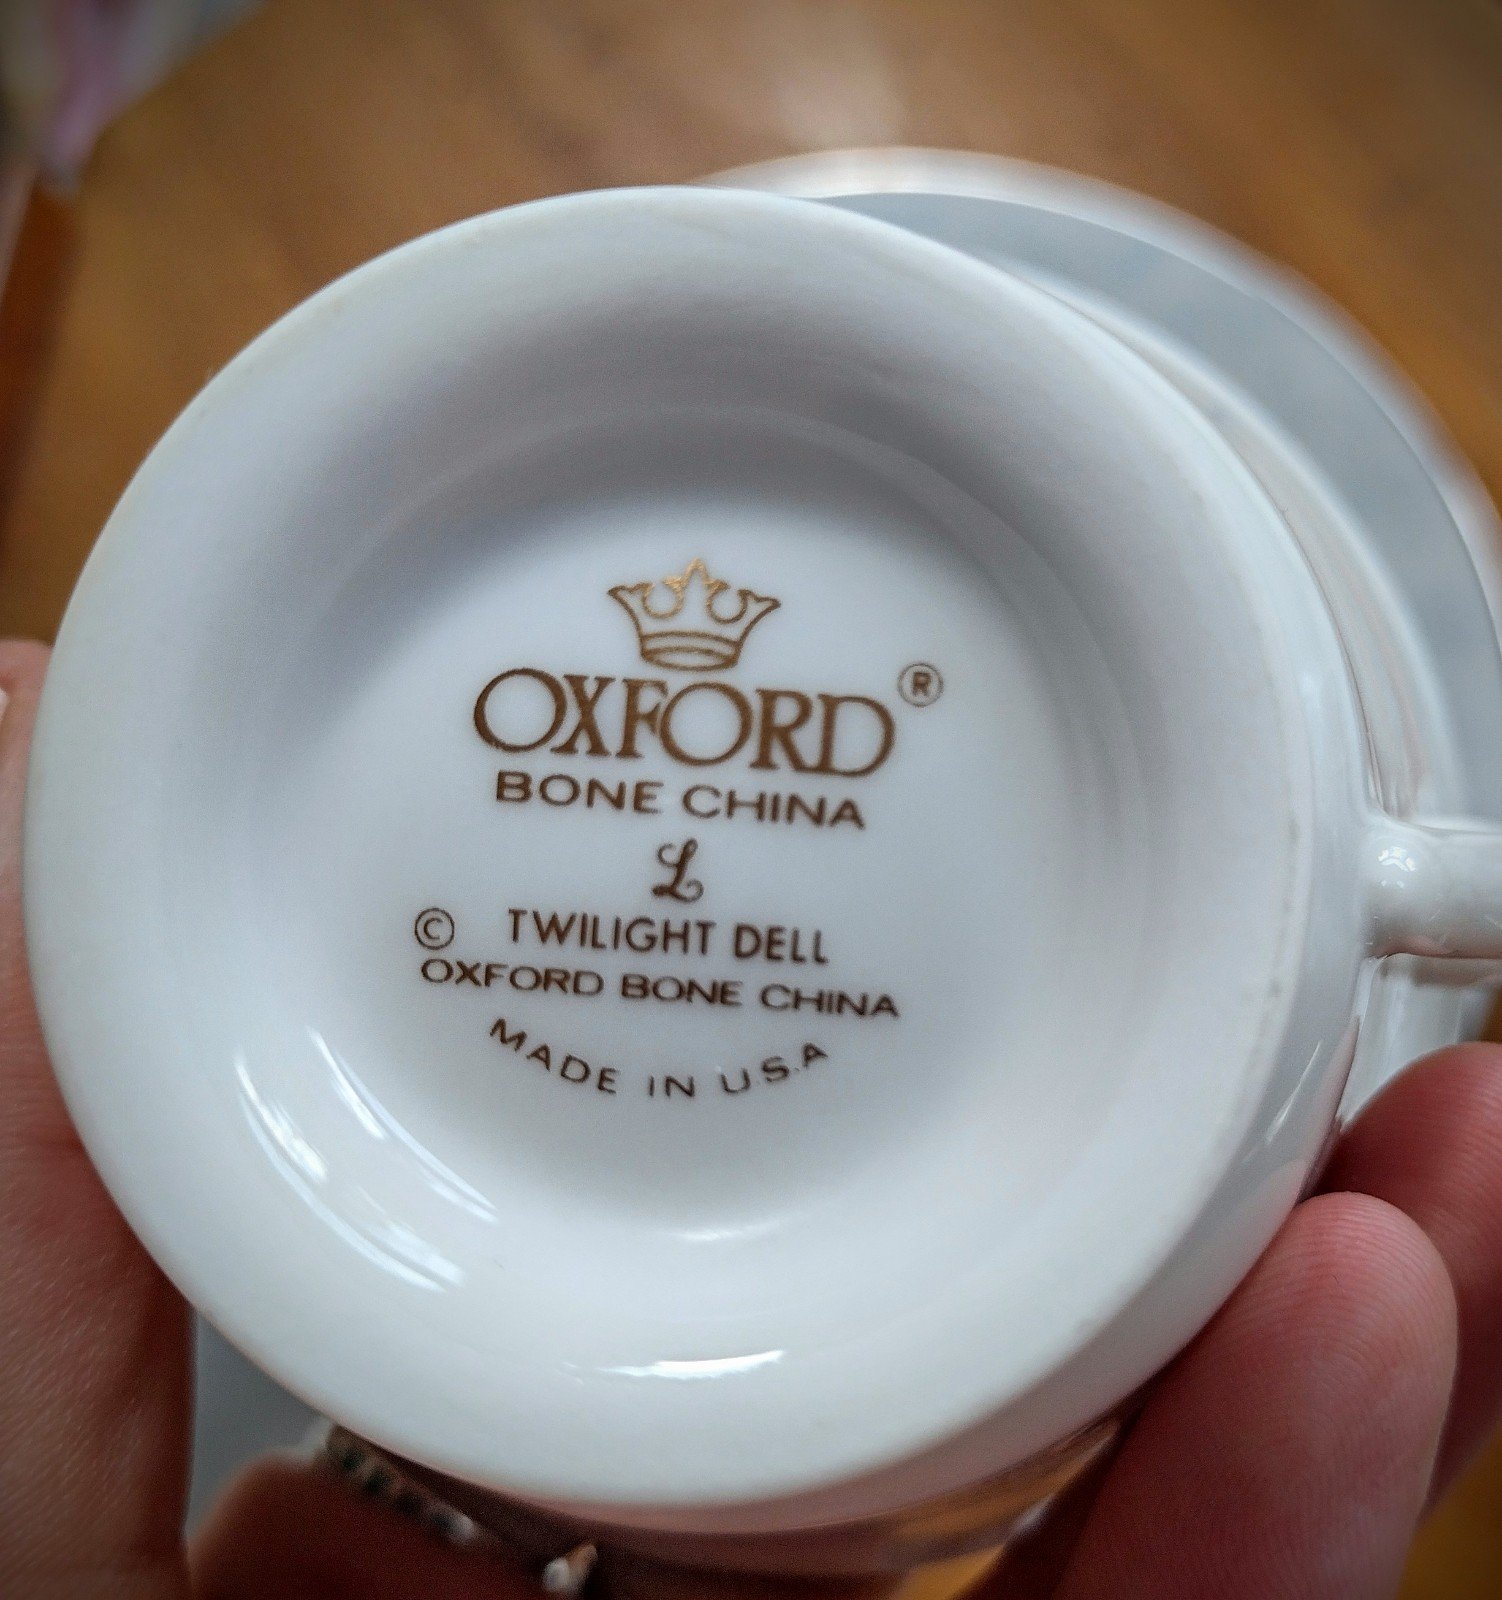 OXFORD®
BONE CHINA
L
© TWILIGHT DELL
OXFORD BONE CHINA
MADE IN U.S.A